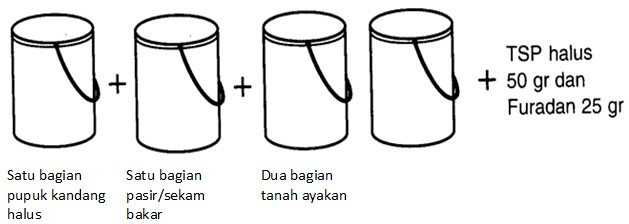 Satu bagian
pupuk kandang
halus
+
Satu bagian
pasir/sekam
bakar
+
Dua bagian
tanah ayakan
+
TSP halus
50 gr dan
Furadan 25 gr